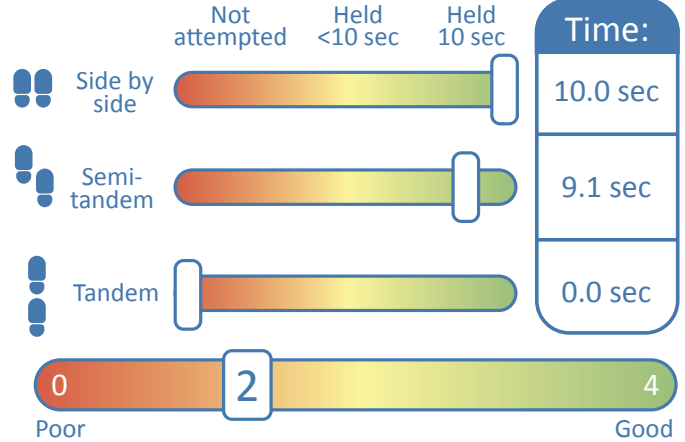 Not attempted
Held <10 sec
Held 10 sec
Time:
Side by side
10.0 sec
Semi-tandem
9.1 sec
Tandem
0.0 sec
0
2
4
Poor
Good